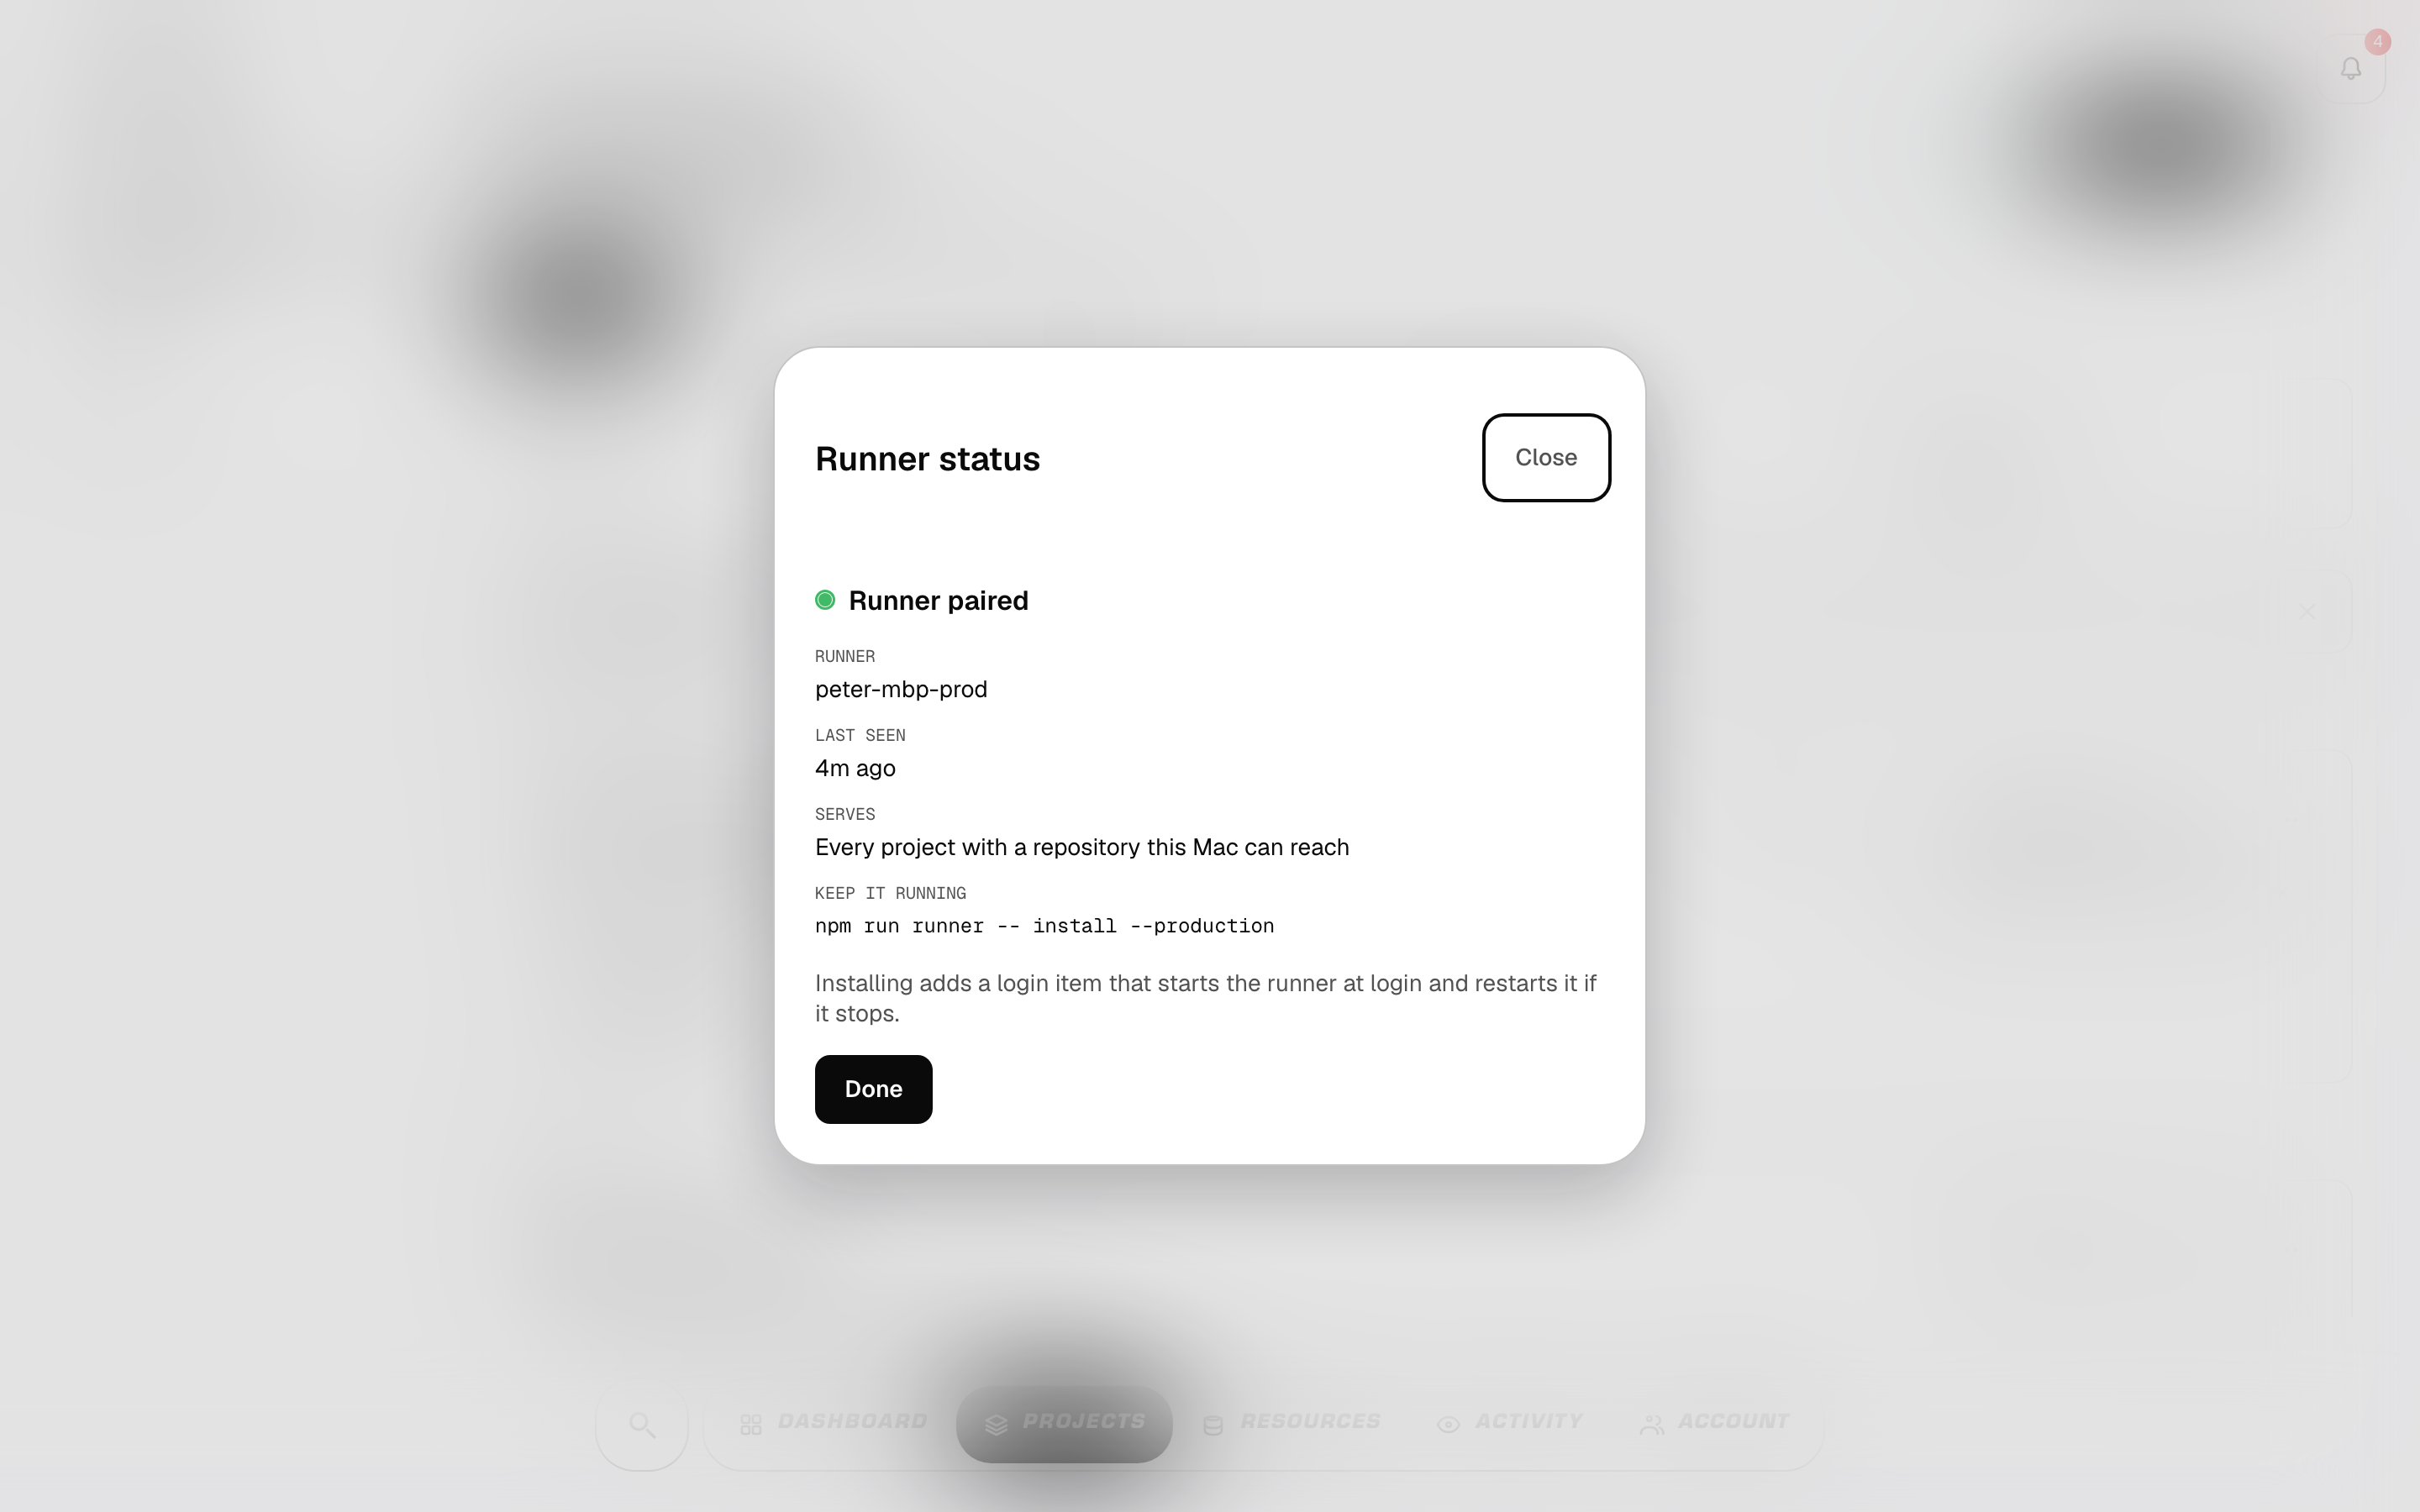 4
Runner status
Close
Runner paired
RUNNER
peter-mbp-prod
LAST SEEN
4m ago
SERVES
Every project with a repository this Mac can reach
KEEP IT RUNNING
npm run runner -- install --production
Installing adds a login item that starts the runner at login and restarts it if
it stops.
Done
DASHBOARD PROJECTS RESOURCES ACTIVITY ACCOUNT